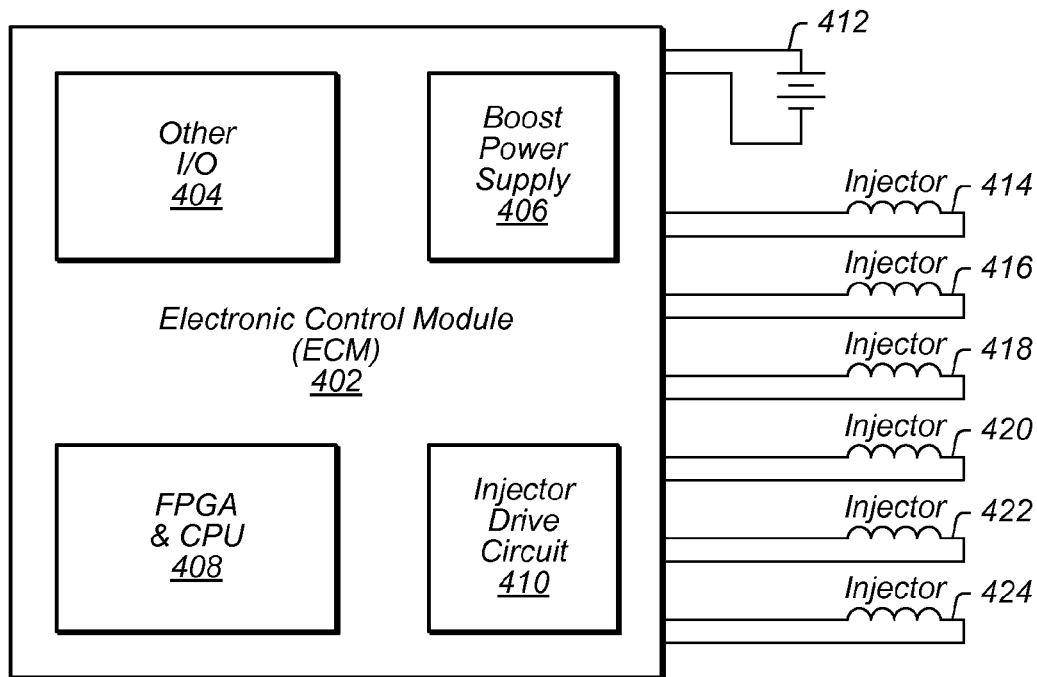 412
Other
I/O
404
Boost
Power
Supply
406
Injector 414
Injector 416
Electronic Control Module
(ECM)
402
Injector 418
Injector 420
FPGA
& CPU
408
Injector
Drive
Circuit
410
Injector 422
Injector 424